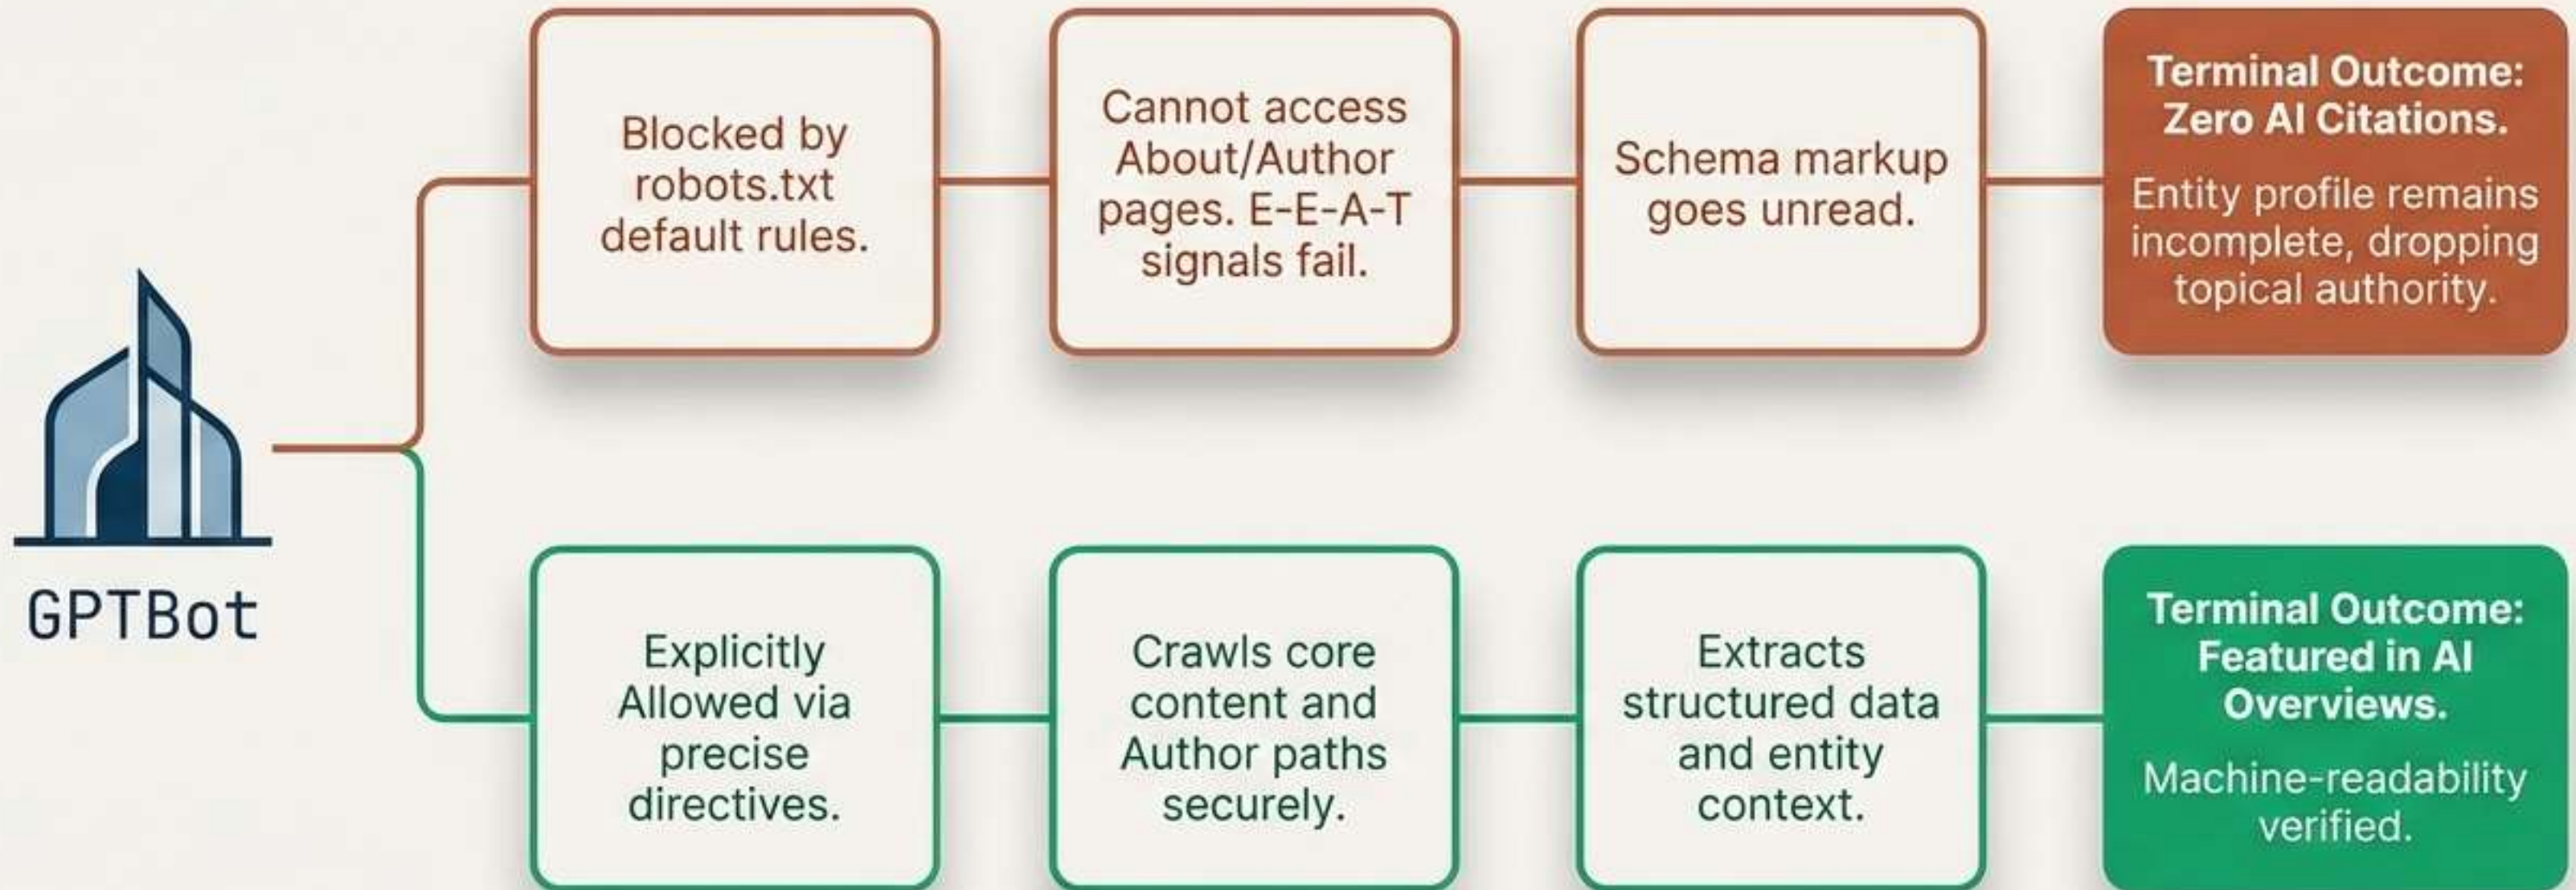 Blocked by
robots.txt
default rules.
Cannot access
About/Author
pages. E-E-A-T
signals fail.
Schema markup
goes unread.
Terminal Outcome:
Zero AI Citations.
Entity profile remains
incomplete, dropping
topical authority.
GPTBot
Explicitly
Allowed via
precise
directives.
Crawls core
content and
Author paths
securely.
Extracts
structured data
and entity
context.
Terminal Outcome:
Featured in AI
Overviews.
Machine-readability
verified.